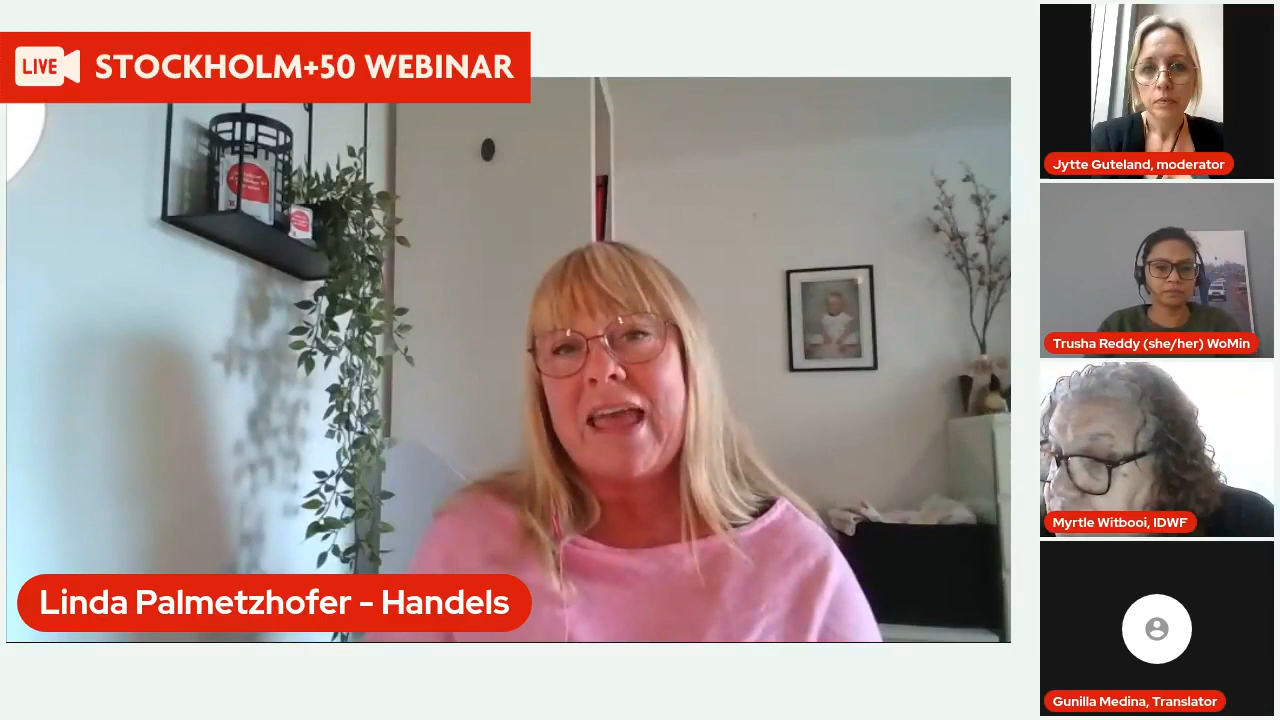 LIVE
STOCKHOLM+50 WEBINAR
Linda Palmetzhofer - Handels
Jytte Guteland, moderator
Trusha Reddy (she/her) WoMin
Myrtle Witbooi, IDWF
Gunilla Medina, Translator